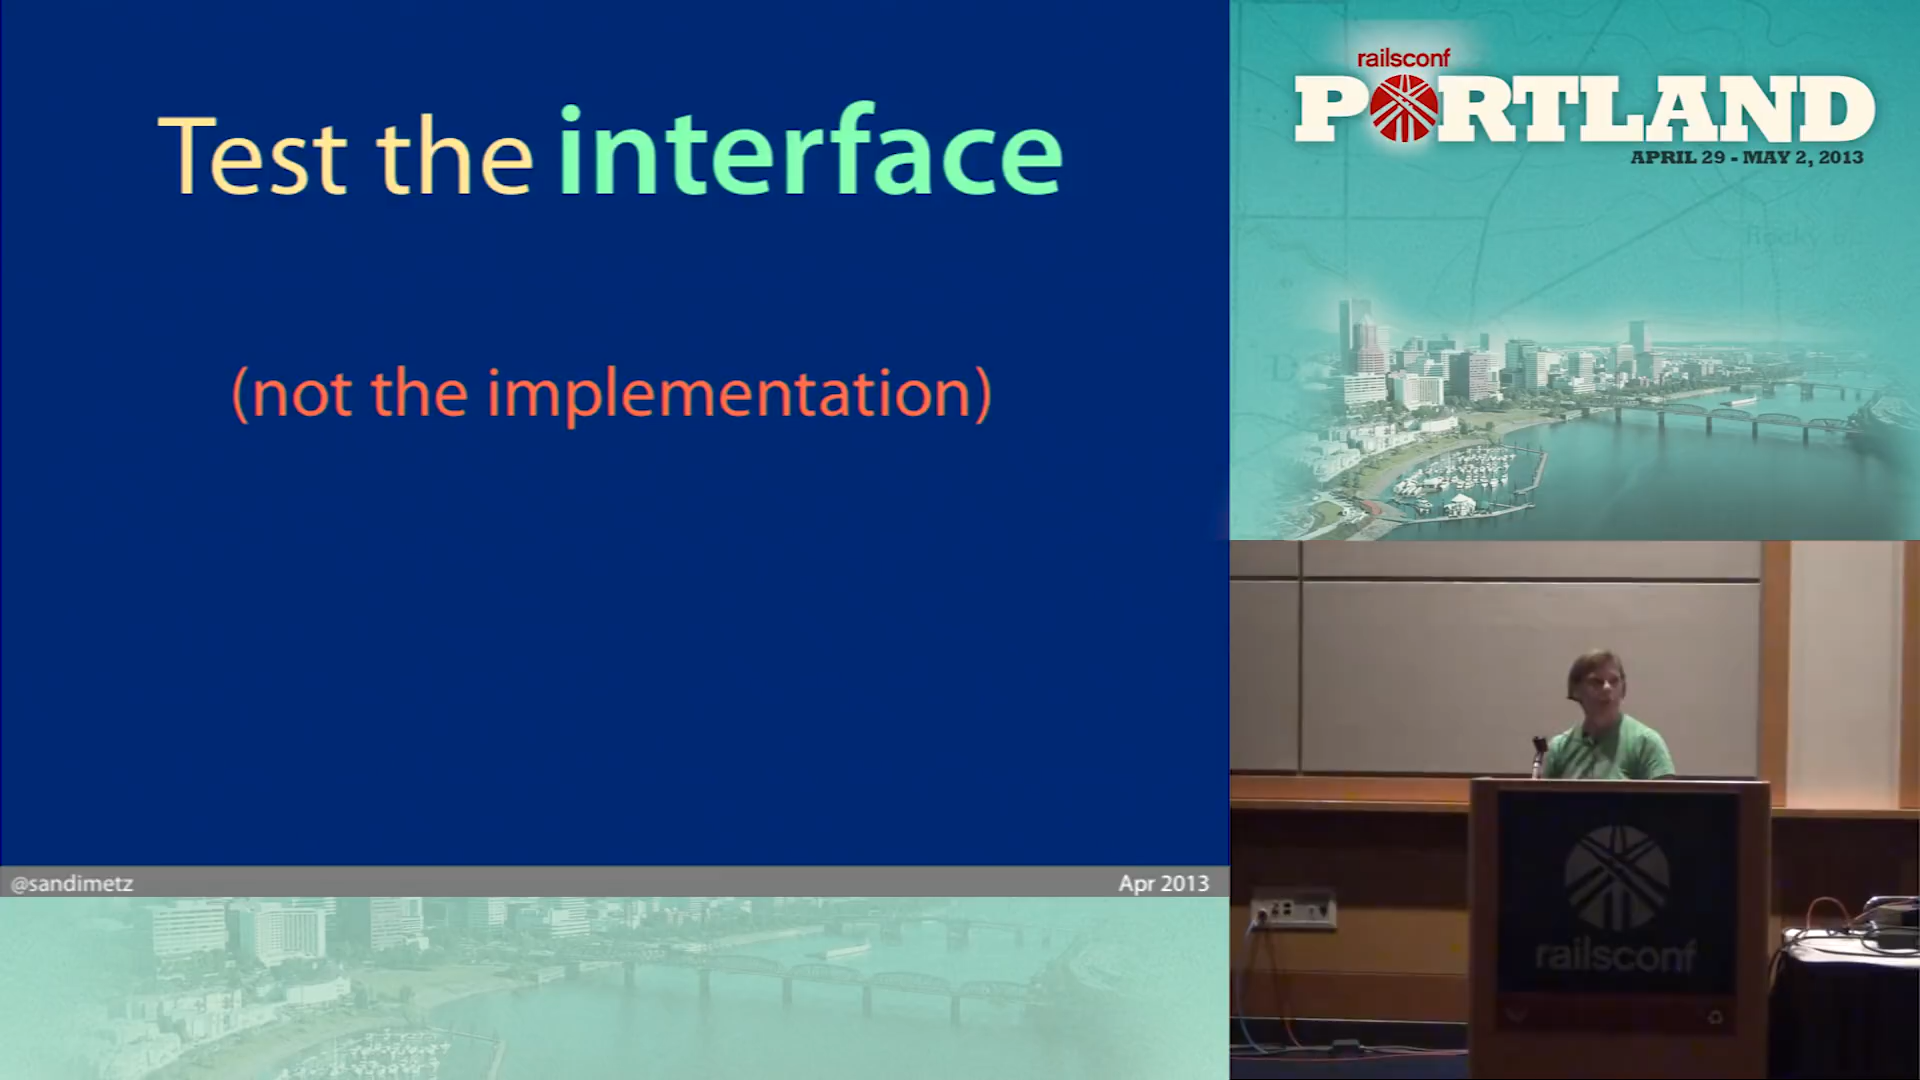 Test the interface
(not the implementation)
@sandimetz
Apr 2013
railsconf
PORTLAND
APRIL 29 - MAY 2, 2013
railsconf